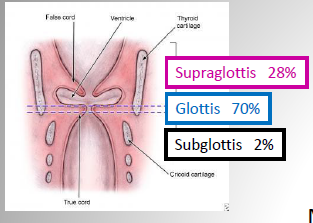 False cord
Ventricle
Thyroid
cartilage
Supraglottis 28%
Glottis 70%
Subglottis 2%
Cricoid cartilage
True cord